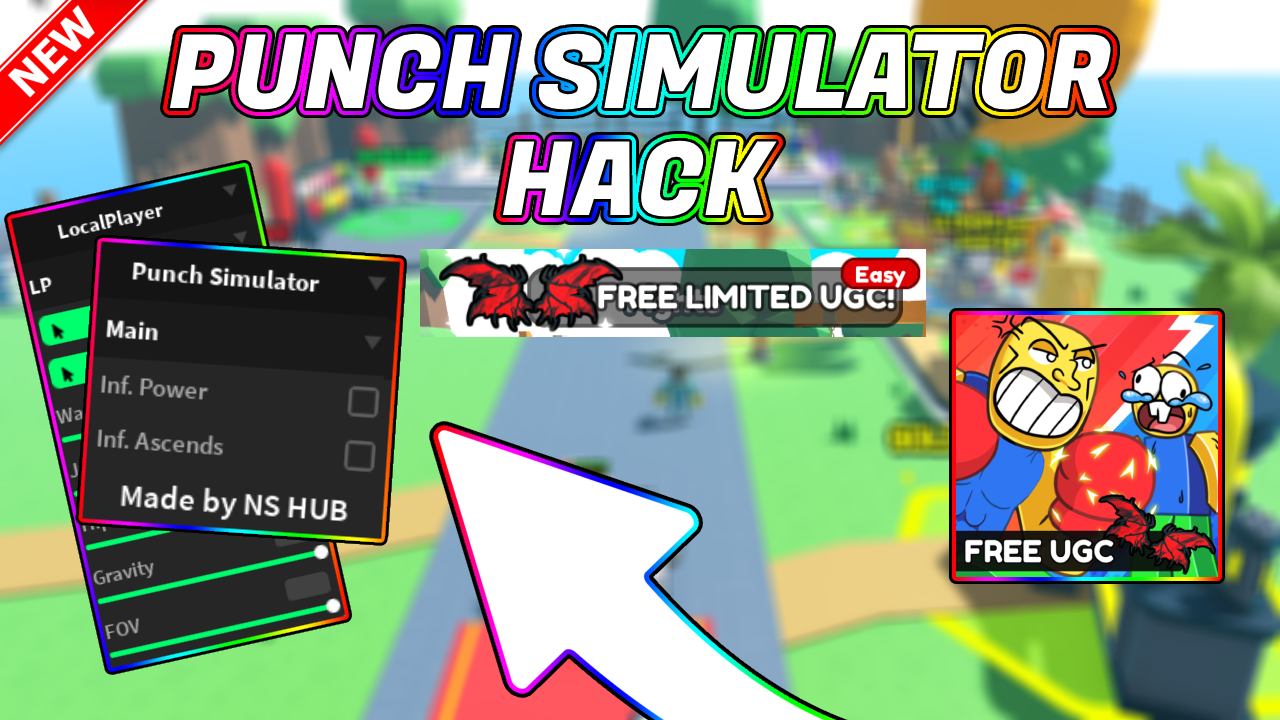 NEW
PUNCH SIMULATOR
HACK
LocalPlayer
LP
Punch Simulator
Main
Inf. Power
Inf. Ascends
Made by NS HUB
Gravity
FOV
Easy
FREE LIMITED UGC!
FREE UGC